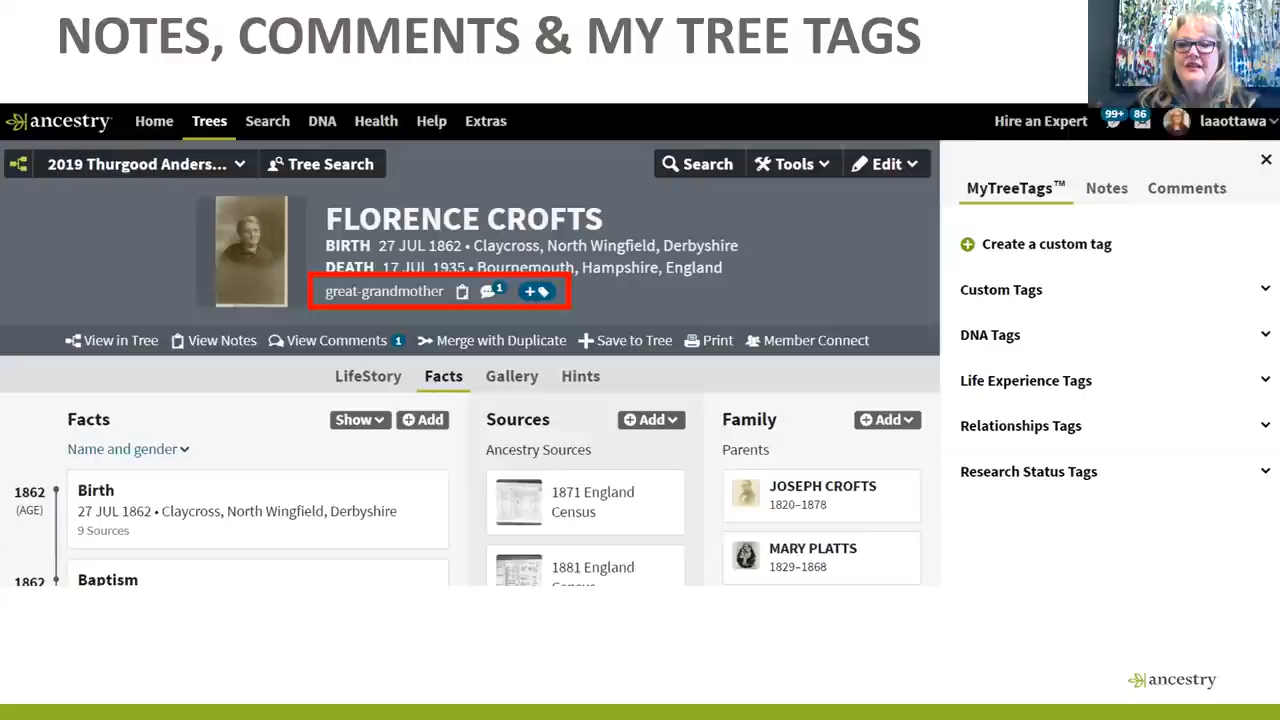 NOTES, COMMENTS & MY TREE TAGS
ancestry Home Trees Search DNA Health Help Extras Hire an Expert 99+ 86 laaottawa
2019 Thurgood Anders... Tree Search Search Tools Edit
MyTreeTags™ Notes Comments
FLORENCE CROFTS
BIRTH 27 JUL 1862 • Claycross, North Wingfield, Derbyshire
DEATH 17 JUL 1935 • Bournemouth, Hampshire, England
great-grandmother 1 +
View in Tree View Notes View Comments 1 Merge with Duplicate Save to Tree Print Member Connect
LifeStory Facts Gallery Hints
Facts Show Add
Name and gender
1862
(AGE)
Birth
27 JUL 1862 • Claycross, North Wingfield, Derbyshire
9 Sources
1862
Baptism
Sources Add
Ancestry Sources
1871 England
Census
1881 England
Census
Family Add
Parents
JOSEPH CROFTS
1820–1878
MARY PLATTS
1829–1868
Create a custom tag
Custom Tags
DNA Tags
Life Experience Tags
Relationships Tags
Research Status Tags
ancestry